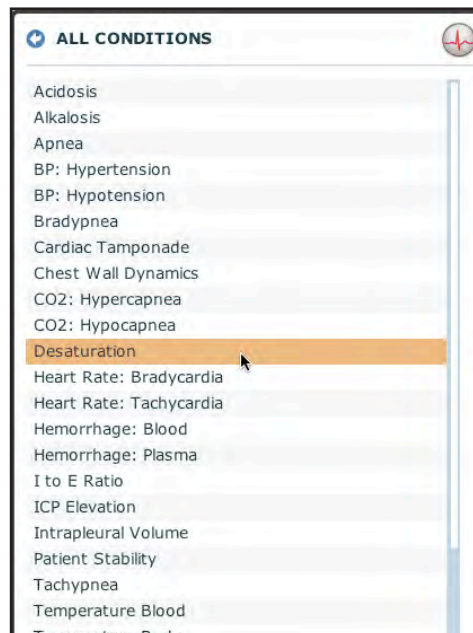 ALL CONDITIONS
Acidosis
Alkalosis
Apnea
BP: Hypertension
BP: Hypotension
Bradypnea
Cardiac Tamponade
Chest Wall Dynamics
CO2: Hypercapnea
CO2: Hypocapnea
Desaturation
Heart Rate: Bradycardia
Heart Rate: Tachycardia
Hemorrhage: Blood
Hemorrhage: Plasma
I to E Ratio
ICP Elevation
Intrapleural Volume
Patient Stability
Tachypnea
Temperature Blood